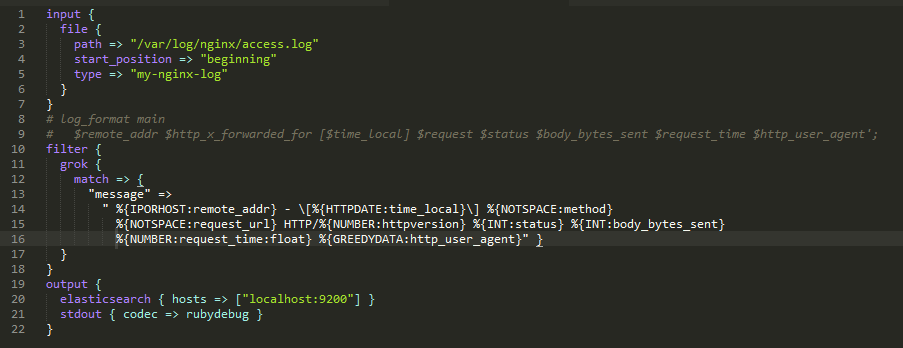 1 input {
2   file {
3     path => "/var/log/nginx/access.log"
4     start_position => "beginning"
5     type => "my-nginx-log"
6   }
7 }
8 # log_format main
9 #   $remote_addr $http_x_forwarded_for [$time_local] $request $status $body_bytes_sent $request_time $http_user_agent';
10 filter {
11   grok {
12     match => {
13       "message" =>
14         " %{IPORHOST:remote_addr} - \[%{HTTPDATE:time_local}\] %{NOTSPACE:method}
15           %{NOTSPACE:request_url} HTTP/%{NUMBER:httpversion} %{INT:status} %{INT:body_bytes_sent}
16           %{NUMBER:request_time:float} %{GREEDYDATA:http_user_agent}" }
17   }
18 }
19 output {
20   elasticsearch { hosts => ["localhost:9200"] }
21   stdout { codec => rubydebug }
22 }